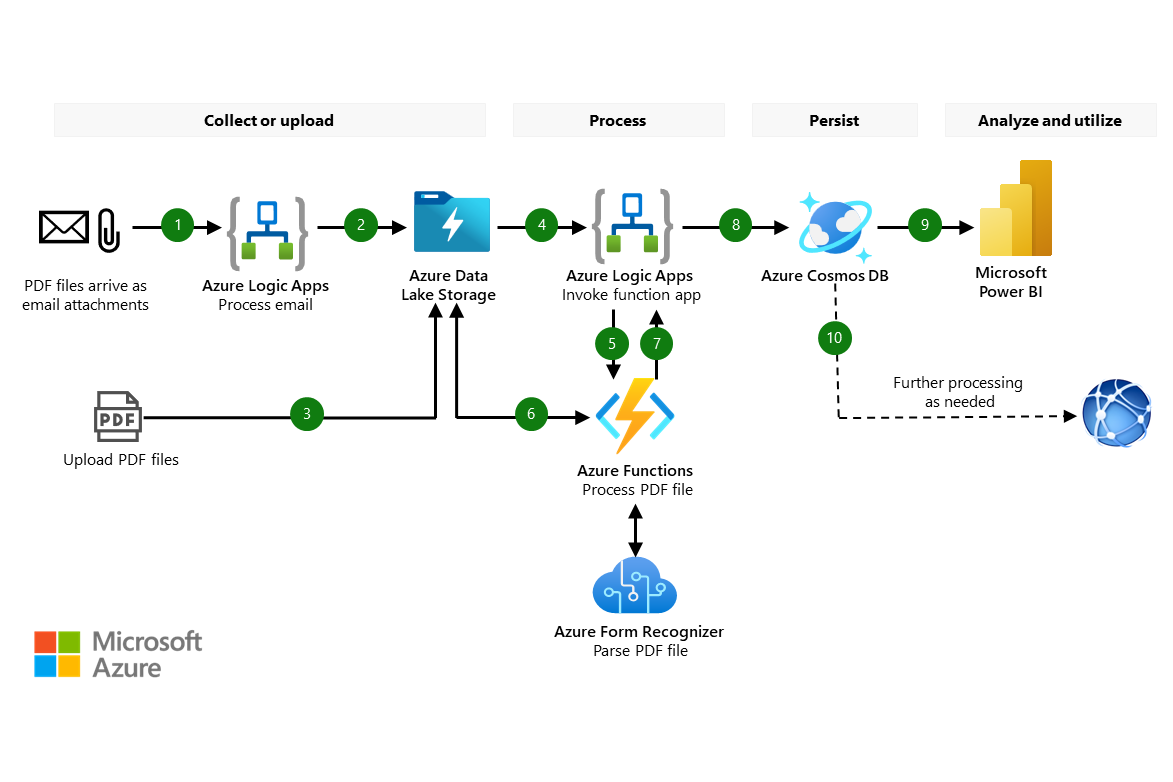 Collect or upload
Process
Persist
Analyze and utilize
1
2
4
8
9
PDF files arrive as
email attachments
Azure Logic Apps
Process email
Azure Data
Lake Storage
Azure Logic Apps
Invoke function app
Azure Cosmos DB
Microsoft
Power BI
5
7
10
3
6
Further processing
as needed
PDF
Upload PDF files
Azure Functions
Process PDF file
Azure Form Recognizer
Parse PDF file
Microsoft
Azure